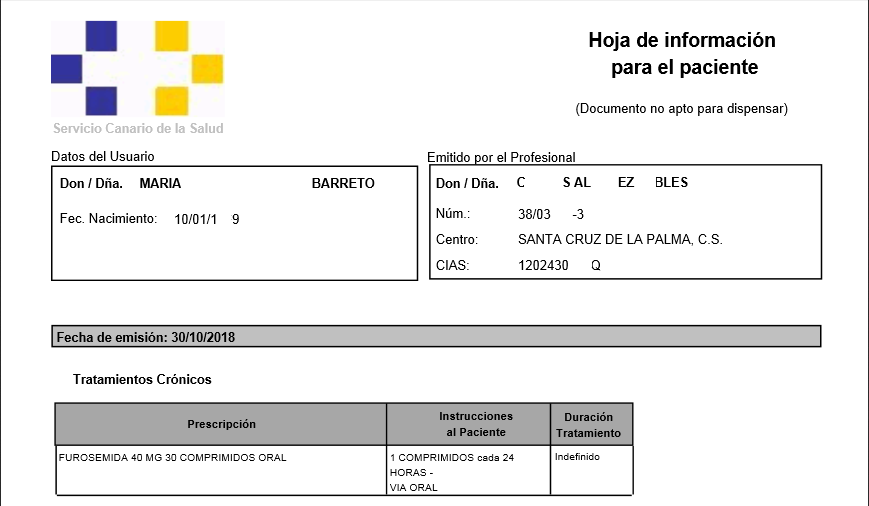 Hoja de información
para el paciente
(Documento no apto para dispensar)
Servicio Canario de la Salud
Datos del Usuario
Don / Dña. MARIA BARRETO
Fec. Nacimiento: 10/01/1 9
Emitido por el Profesional
Don / Dña. C S AL EZ BLES
Núm.: 38/03 -3
Centro: SANTA CRUZ DE LA PALMA, C.S.
CIAS: 1202430 Q
Fecha de emisión: 30/10/2018
Tratamientos Crónicos
Prescripción
Instrucciones
al Paciente
Duración
Tratamiento
FUROSEMIDA 40 MG 30 COMPRIMIDOS ORAL
1 COMPRIMIDOS cada 24
HORAS -
VIA ORAL
Indefinido